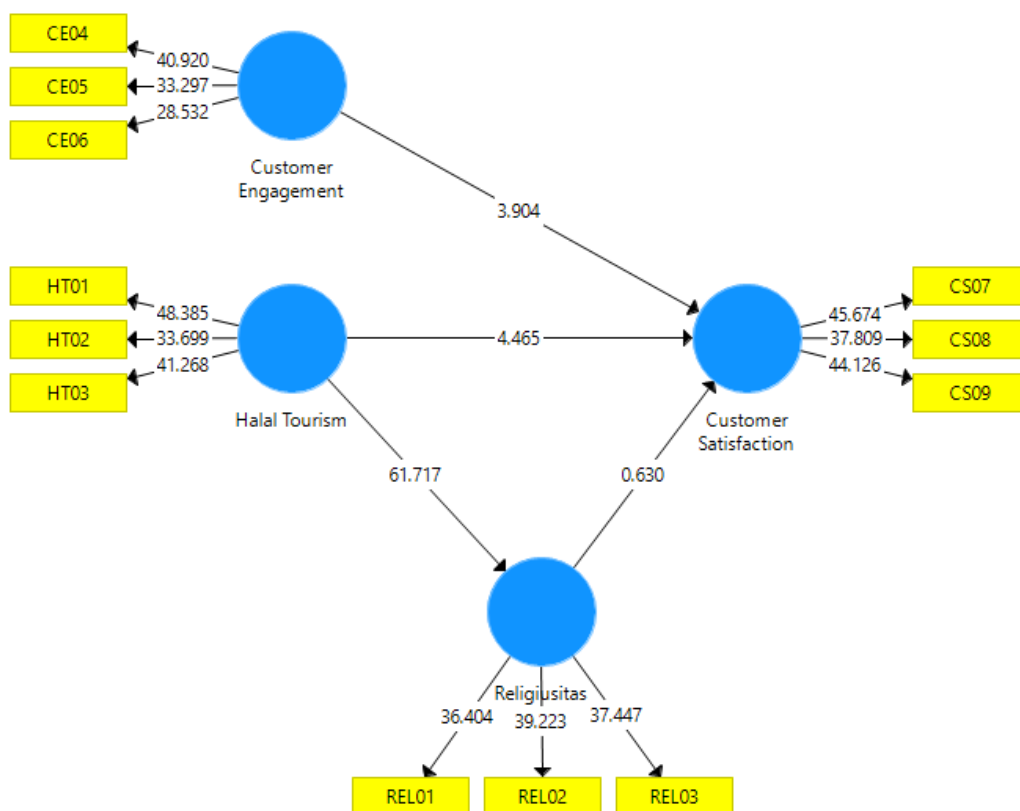 CE04
40.920
CE05
33.297
28.532
CE06
Customer
Engagement
3.904
HT01
48.385
HT02
33.699
41.268
HT03
Halal Tourism
4.465
CS07
45.674
37.809
CS08
44.126
CS09
Customer
Satisfaction
61.717
0.630
Religiusitas
36.404
39.223
37.447
REL01
REL02
REL03